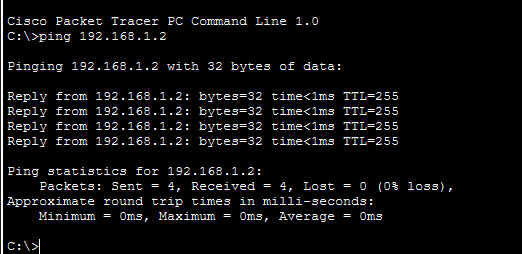 Cisco Packet Tracer PC Command Line 1.0
C:\>ping 192.168.1.2
Pinging 192.168.1.2 with 32 bytes of data:
Reply from 192.168.1.2: bytes=32 time<1ms TTL=255
Reply from 192.168.1.2: bytes=32 time<1ms TTL=255
Reply from 192.168.1.2: bytes=32 time<1ms TTL=255
Reply from 192.168.1.2: bytes=32 time<1ms TTL=255
Ping statistics for 192.168.1.2:
    Packets: Sent = 4, Received = 4, Lost = 0 (0% loss),
Approximate round trip times in milli-seconds:
    Minimum = 0ms, Maximum = 0ms, Average = 0ms
C:\>